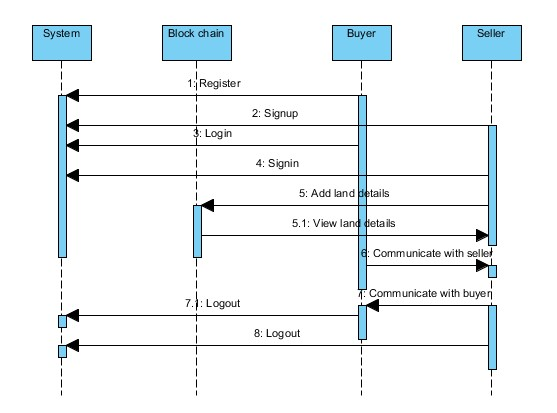 System
Block chain
Buyer
Seller
1: Register
2: Signup
3: Login
4: Signin
5: Add land details
5.1: View land details
6: Communicate with seller
7: Communicate with buyer
7.1: Logout
8: Logout